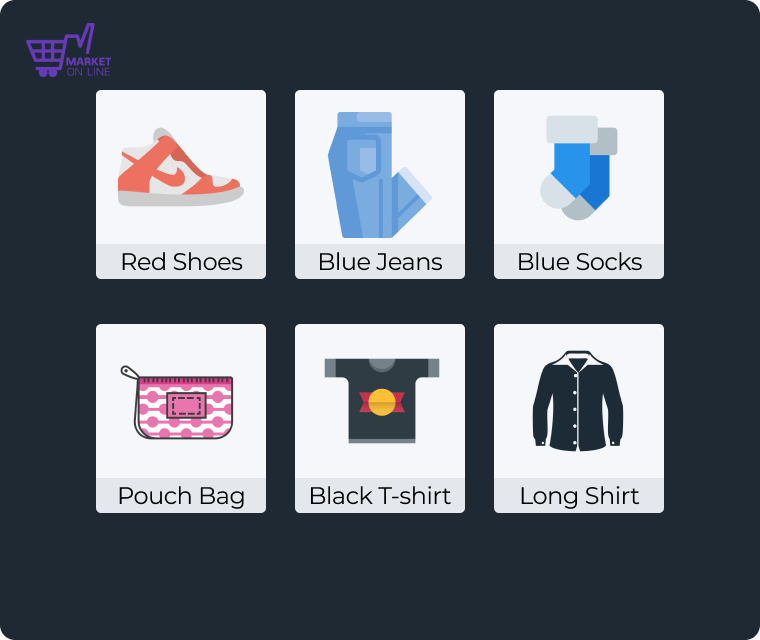 MARKET
ON LINE
Red Shoes
Blue Jeans
Blue Socks
Pouch Bag
Black T-shirt
Long Shirt